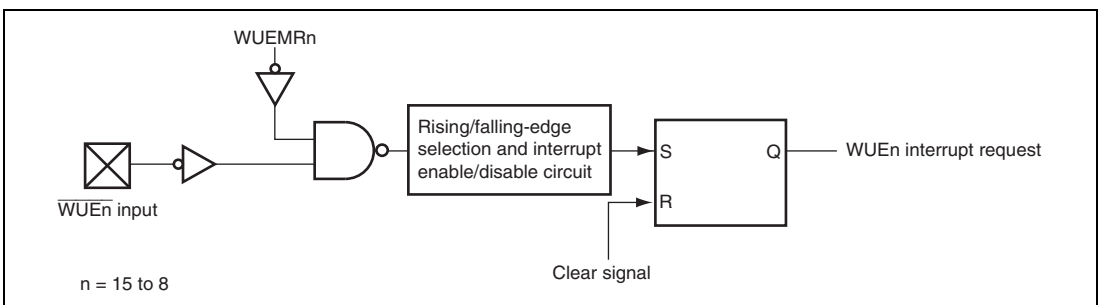 WUEMRn
Rising/falling-edge
selection and interrupt
enable/disable circuit
S
Q
R
WUEn interrupt request
WUEn input
Clear signal
n = 15 to 8